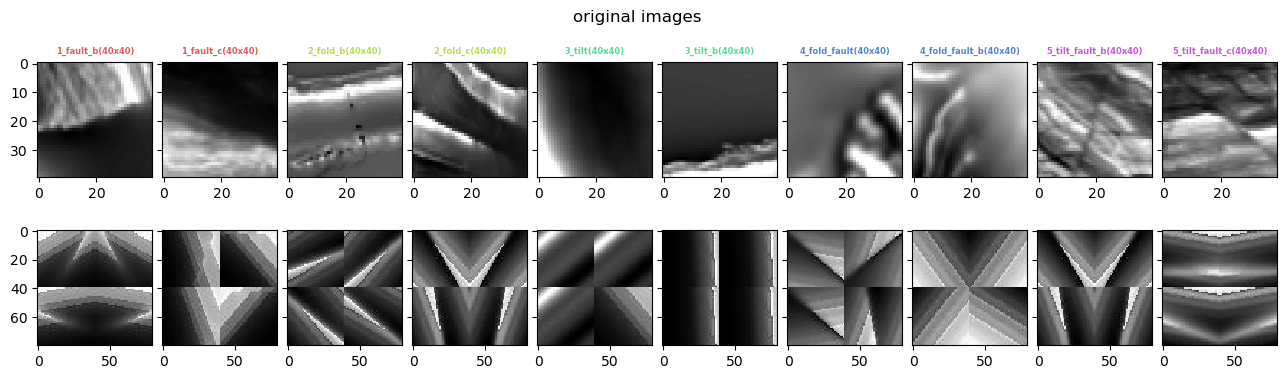 original images
1_fault_b(40x40) 1_fault_c(40x40) 2_fold_b(40x40) 2_fold_c(40x40) 3_tilt(40x40) 3_tilt_b(40x40) 4_fold_fault(40x40) 4_fold_fault_b(40x40) 5_tilt_fault_b(40x40) 5_tilt_fault_c(40x40)
0
10
20
30
0 20 0 20 0 20 0 20 0 20 0 20 0 20 0 20 0 20 0 20
0
20
40
60
0 50 0 50 0 50 0 50 0 50 0 50 0 50 0 50 0 50 0 50